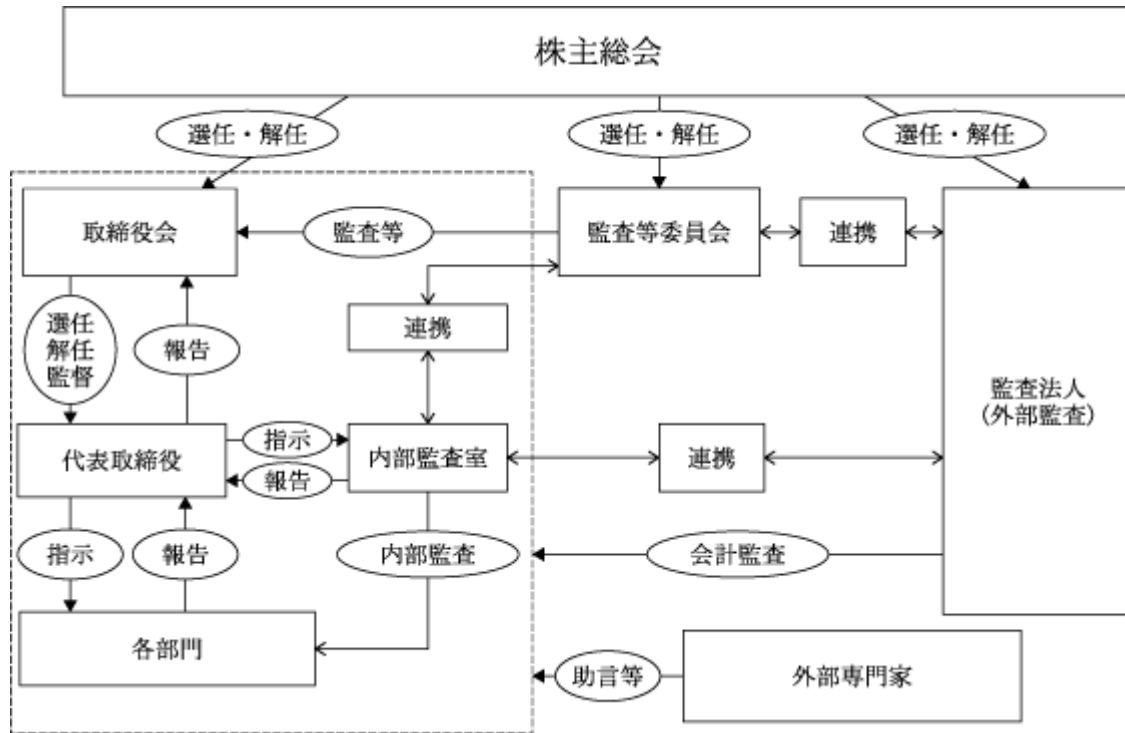 株主総会
選任・解任
選任・解任
選任・解任
取締役会
監査等
監査等委員会
連携
選任
解任
監督
報告
連携
監査法人
(外部監査)
代表取締役
指示
報告
内部監査室
連携
指示
報告
内部監査
会計監査
各部門
助言等
外部専門家